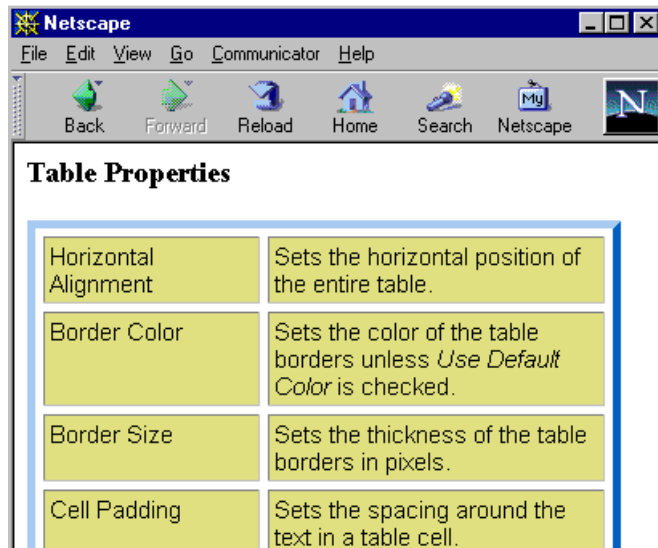 Netscape
File Edit View Go Communicator Help
My
N
Back Forward Reload Home Search Netscape
Table Properties
Horizontal
Alignment
Sets the horizontal position of
the entire table.
Border Color
Sets the color of the table
borders unless Use Default
Color is checked.
Border Size
Sets the thickness of the table
borders in pixels.
Cell Padding
Sets the spacing around the
text in a table cell.